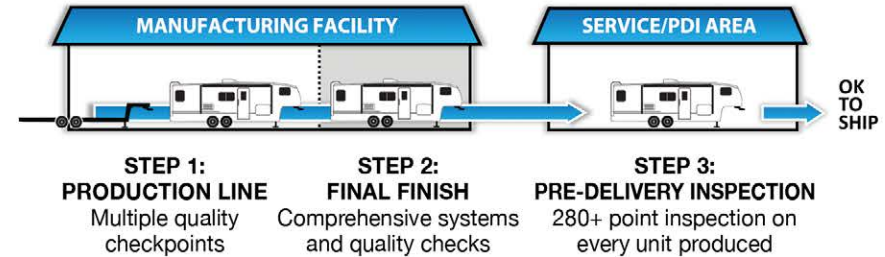 MANUFACTURING FACILITY
SERVICE/PDI AREA
OK
TO
SHIP
STEP 1:
PRODUCTION LINE
Multiple quality
checkpoints
STEP 2:
FINAL FINISH
Comprehensive systems
and quality checks
STEP 3:
PRE-DELIVERY INSPECTION
280+ point inspection on
every unit produced